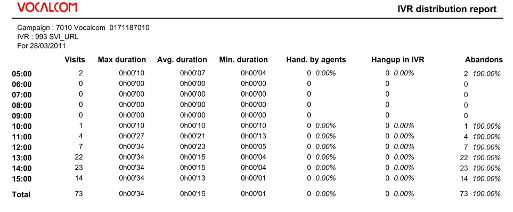 VOCALCOM
IVR distribution report
Campaign : 7010 Vocalcom 0171187010
IVR : 993 SVI_URL
For 28/03/2011
Visits Max duration Avg. duration Min. duration Hand. by agents Hangup in IVR Abandons
05:00 2 0h00'10 0h00'07 0h00'04 0 0.00% 0 0.00% 2 100.00%
06:00 0 0h00'00 0h00'00 0h00'00 0 0 0
07:00 0 0h00'00 0h00'00 0h00'00 0 0 0
08:00 0 0h00'00 0h00'00 0h00'00 0 0 0
09:00 0 0h00'00 0h00'00 0h00'00 0 0 0
10:00 1 0h00'10 0h00'10 0h00'10 0 0.00% 0 0.00% 1 100.00%
11:00 4 0h00'27 0h00'21 0h00'13 0 0.00% 0 0.00% 4 100.00%
12:00 7 0h00'34 0h00'23 0h00'05 0 0.00% 0 0.00% 7 100.00%
13:00 22 0h00'34 0h00'15 0h00'04 0 0.00% 0 0.00% 22 100.00%
14:00 23 0h00'34 0h00'15 0h00'04 0 0.00% 0 0.00% 23 100.00%
15:00 14 0h00'34 0h00'13 0h00'01 0 0.00% 0 0.00% 14 100.00%
Total 73 0h00'34 0h00'15 0h00'01 0 0.00% 0 0.00% 73 100.00%